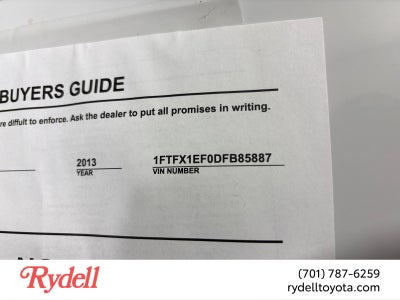 BUYERS GUIDE
re diffult to enforce. Ask the dealer to put all promises in writing.
2013 1FTFX1EF0DFB85887
YEAR VIN NUMBER
Rydell
(701) 787-6259
rydelltoyota.com